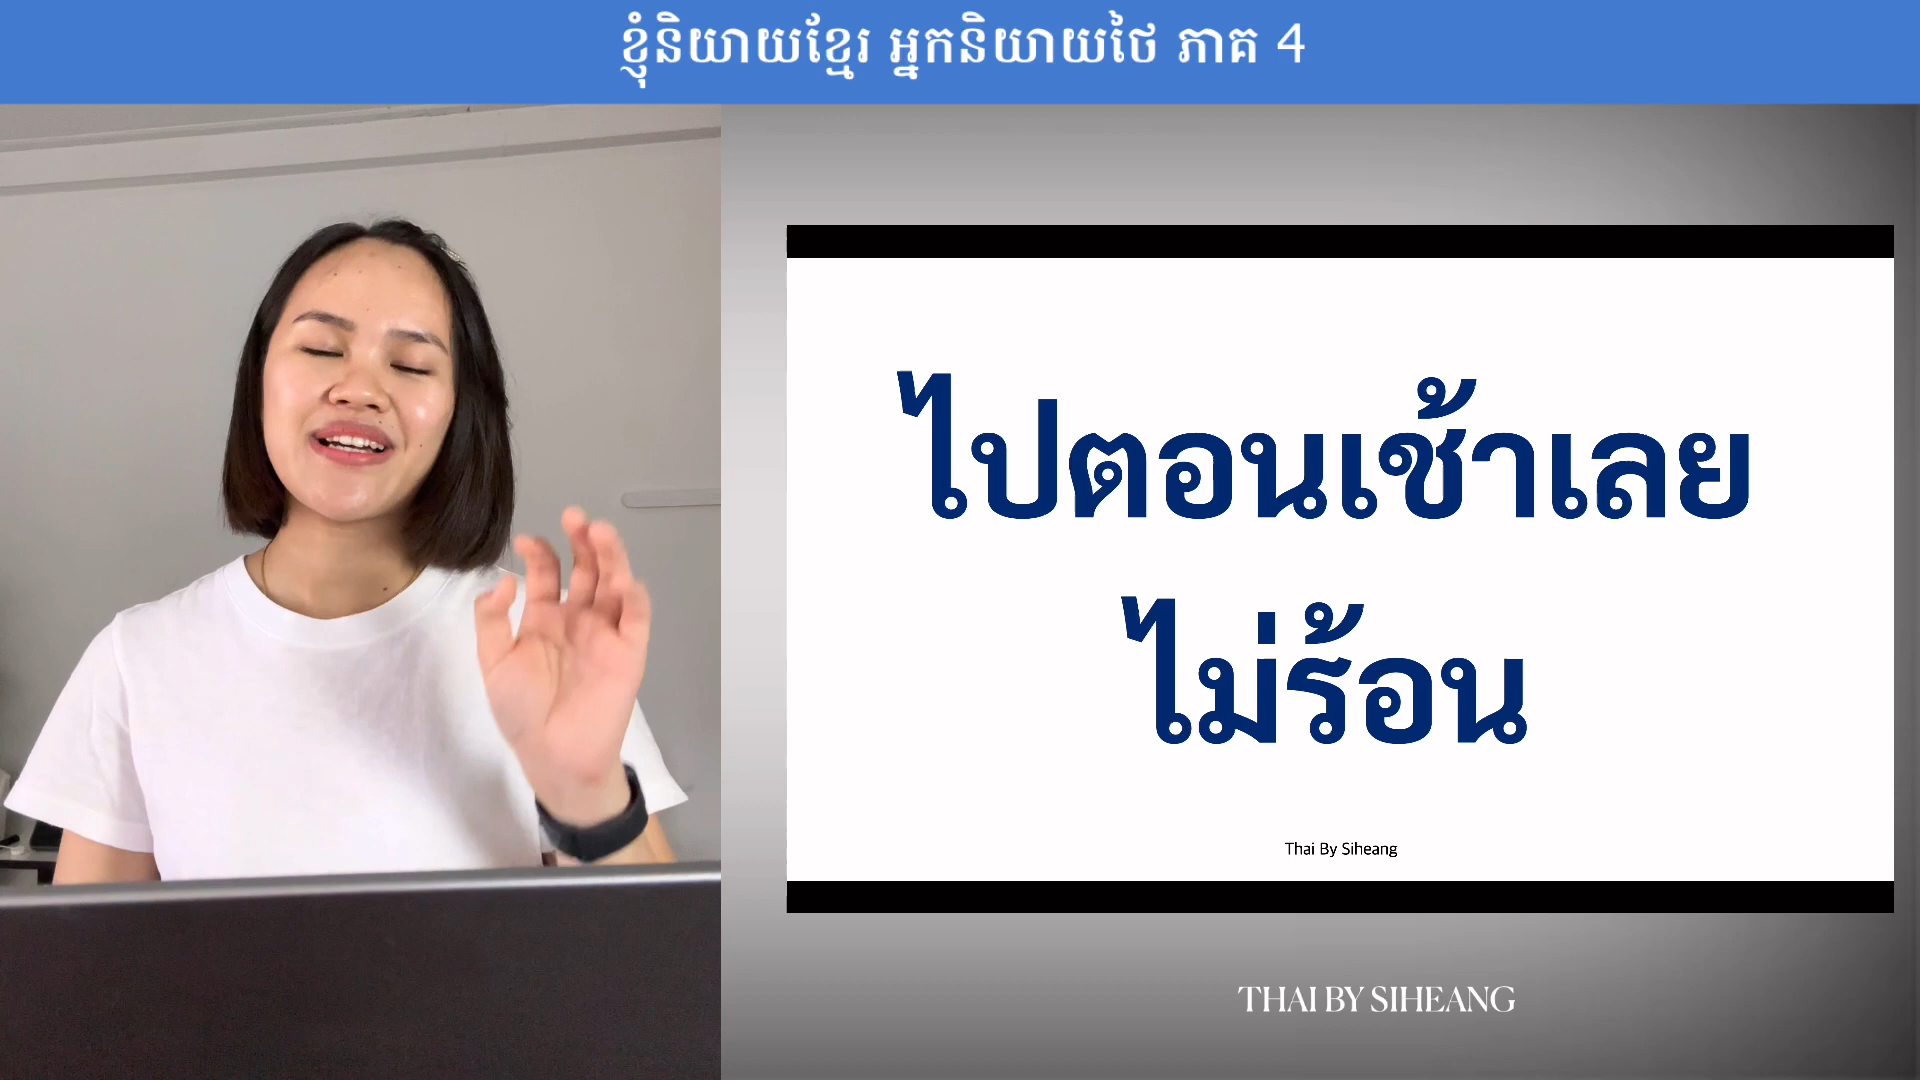 ខ្ញុំនិយាយខ្មែរ អ្នកនិយាយថៃ ភាគ 4
ไปตอนเช้าเลย
ไม่ร้อน
Thai By Siheang
THAI BY SIHEANG